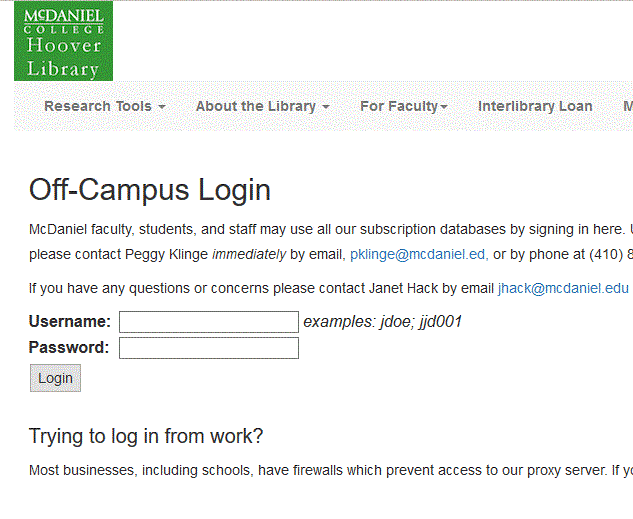 McDANIEL
COLLEGE
Hoover
Library
Research Tools About the Library For Faculty Interlibrary Loan M
Off-Campus Login
McDaniel faculty, students, and staff may use all our subscription databases by signing in here.
please contact Peggy Klinge immediately by email, pklinge@mcdaniel.ed, or by phone at (410) 8
If you have any questions or concerns please contact Janet Hack by email jhack@mcdaniel.edu
Username: examples: jdoe; jjd001
Password:
Login
Trying to log in from work?
Most businesses, including schools, have firewalls which prevent access to our proxy server. If yo